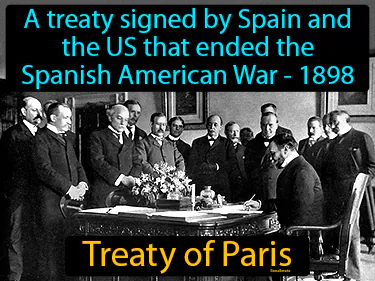 A treaty signed by Spain and
the US that ended the
Spanish American War - 1898
Treaty of Paris